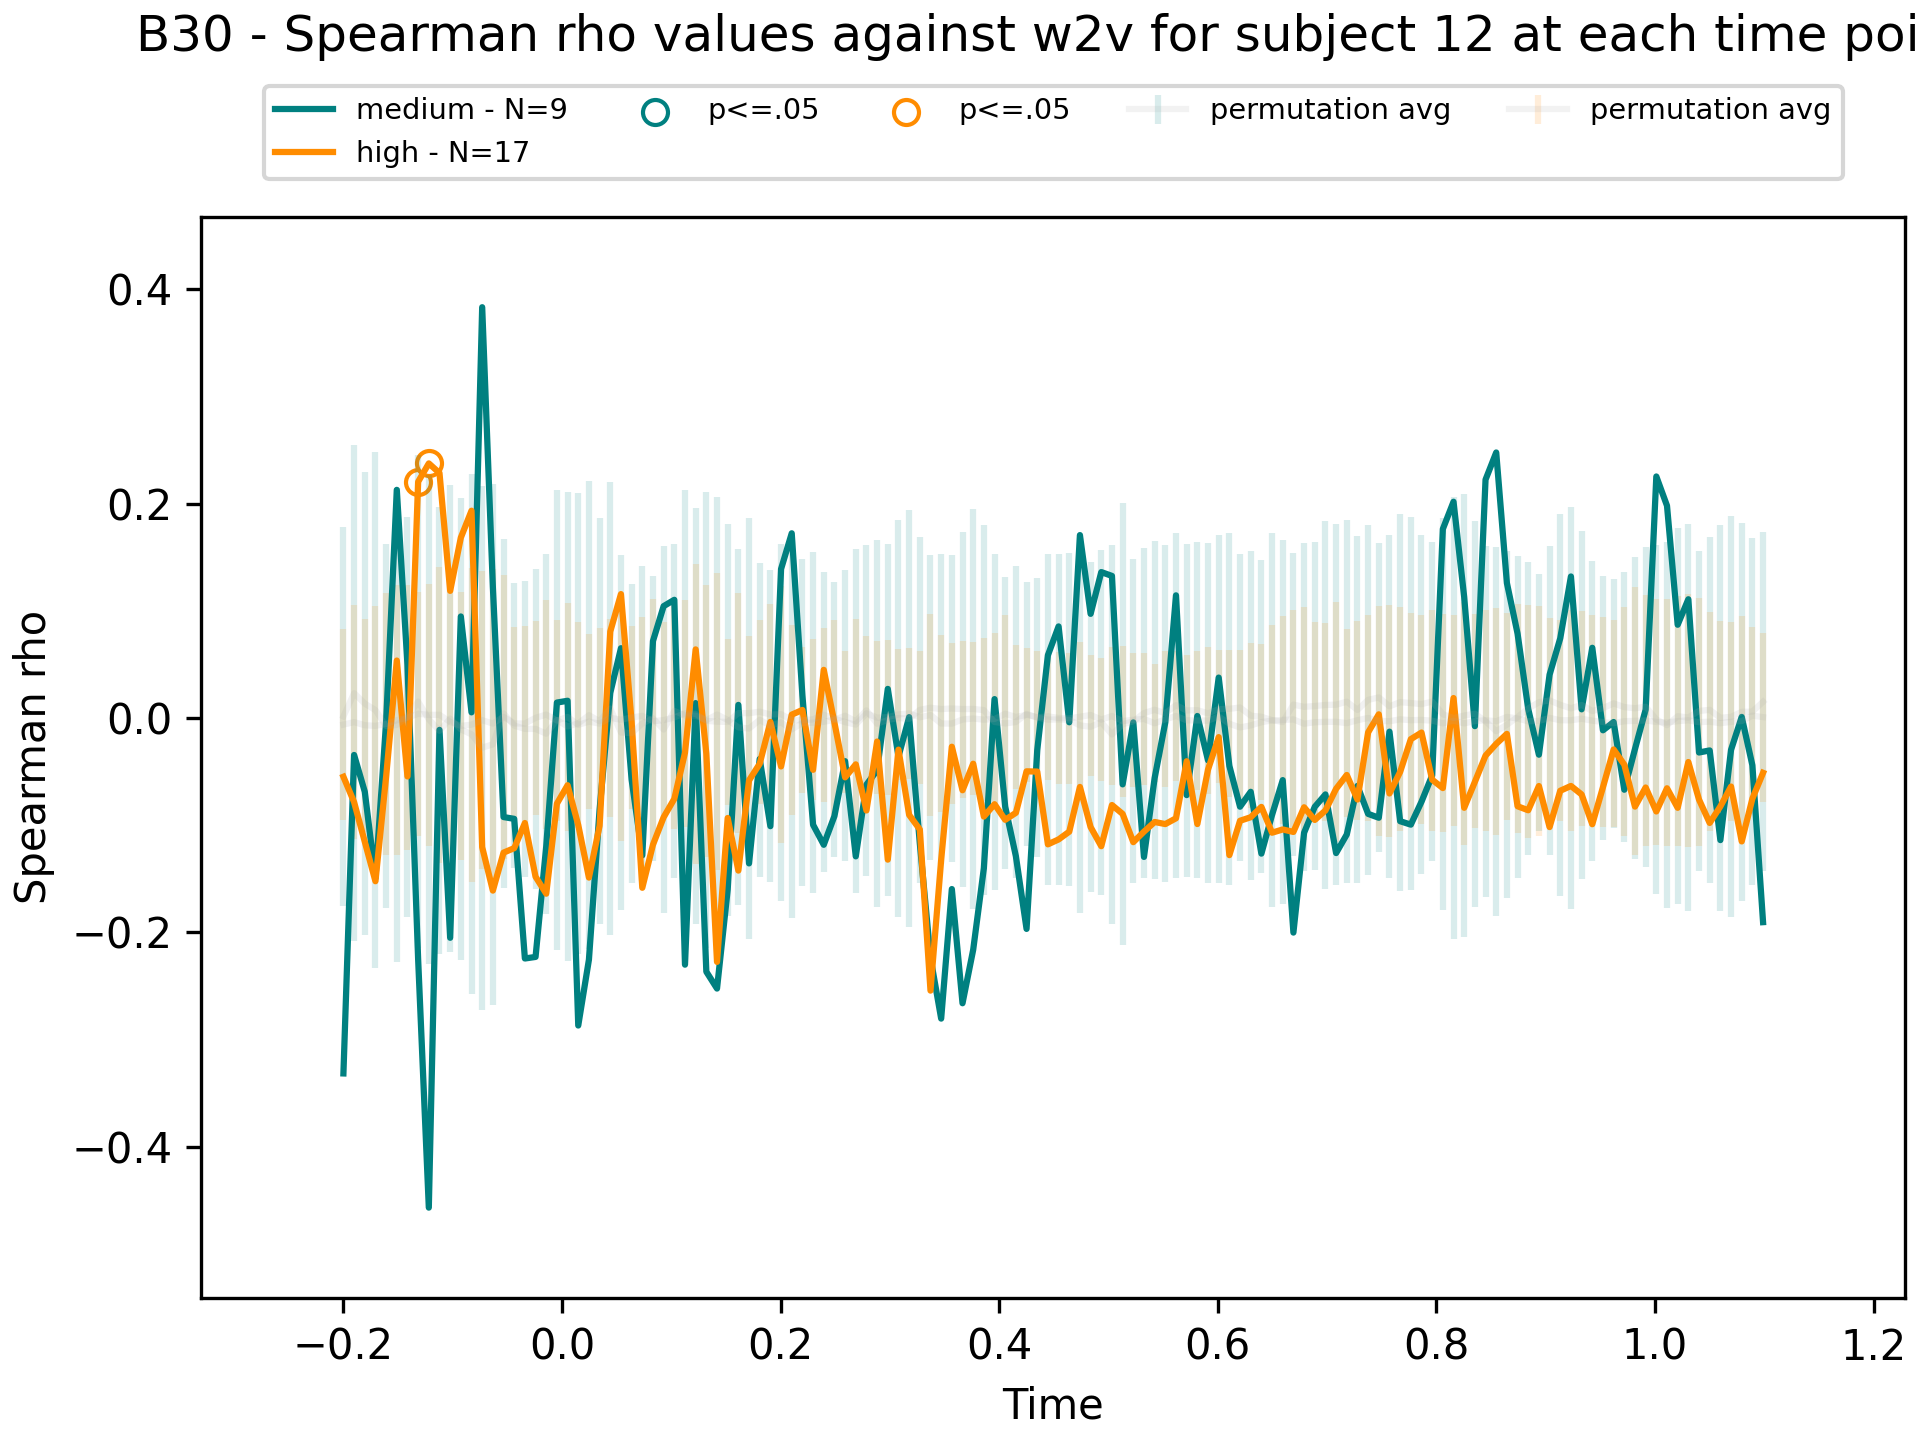 B30 - Spearman rho values against w2v for subject 12 at each time poi
medium - N=9
high - N=17
p<=.05
p<=.05
permutation avg
permutation avg
Spearman rho
0.4
0.2
0.0
−0.2
−0.4
−0.2 0.0 0.2 0.4 0.6 0.8 1.0 1.2
Time